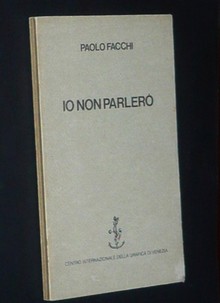 PAOLO FACCHI
IO NON PARLERÒ
CENTRO INTERNAZIONALE DELLA GRAFICA DI VENEZIA